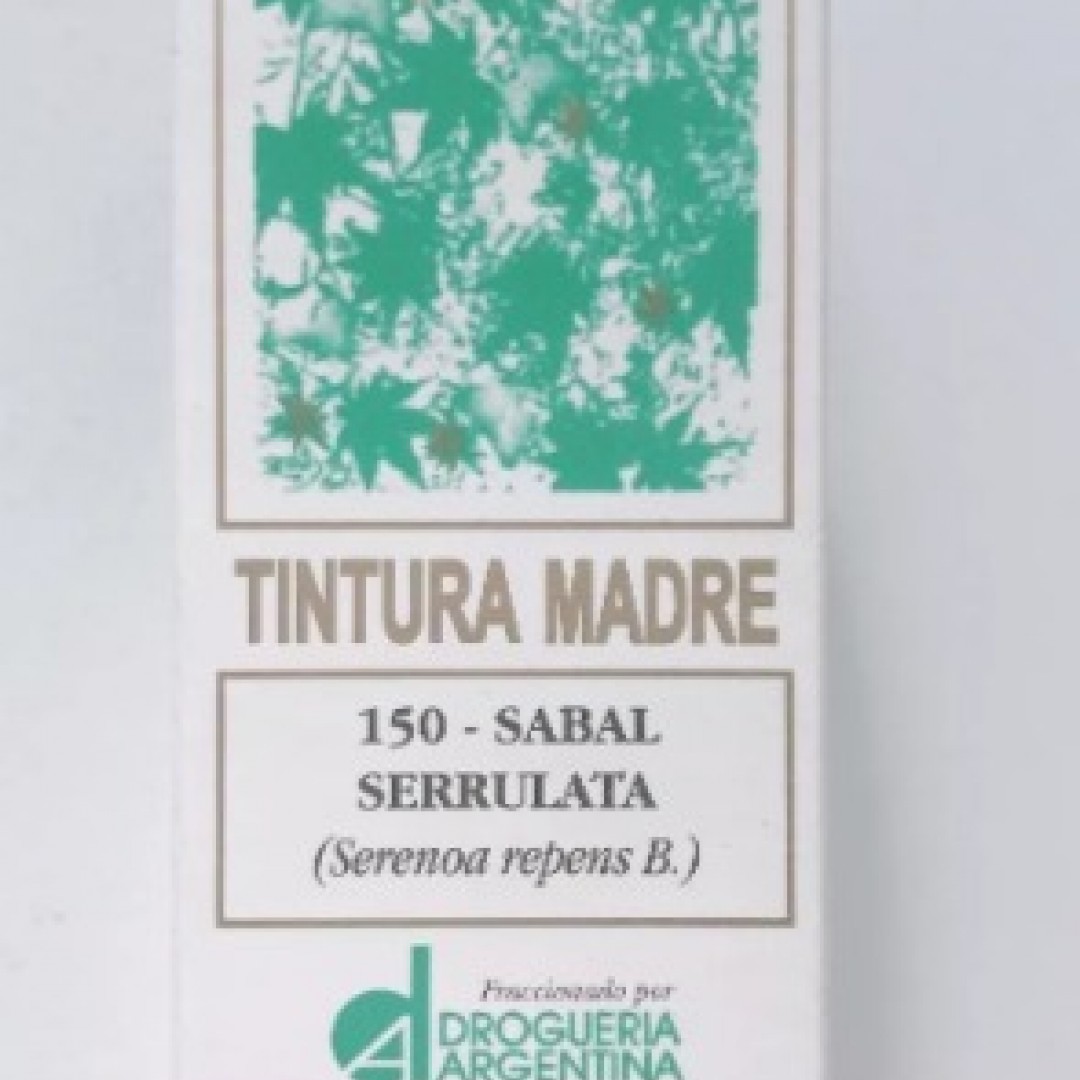 TINTURA MADRE
150 - SABAL
SERRULATA
(Serenoa repens B.)
Fraccionado por
DROGUERIA
ARGENTINA